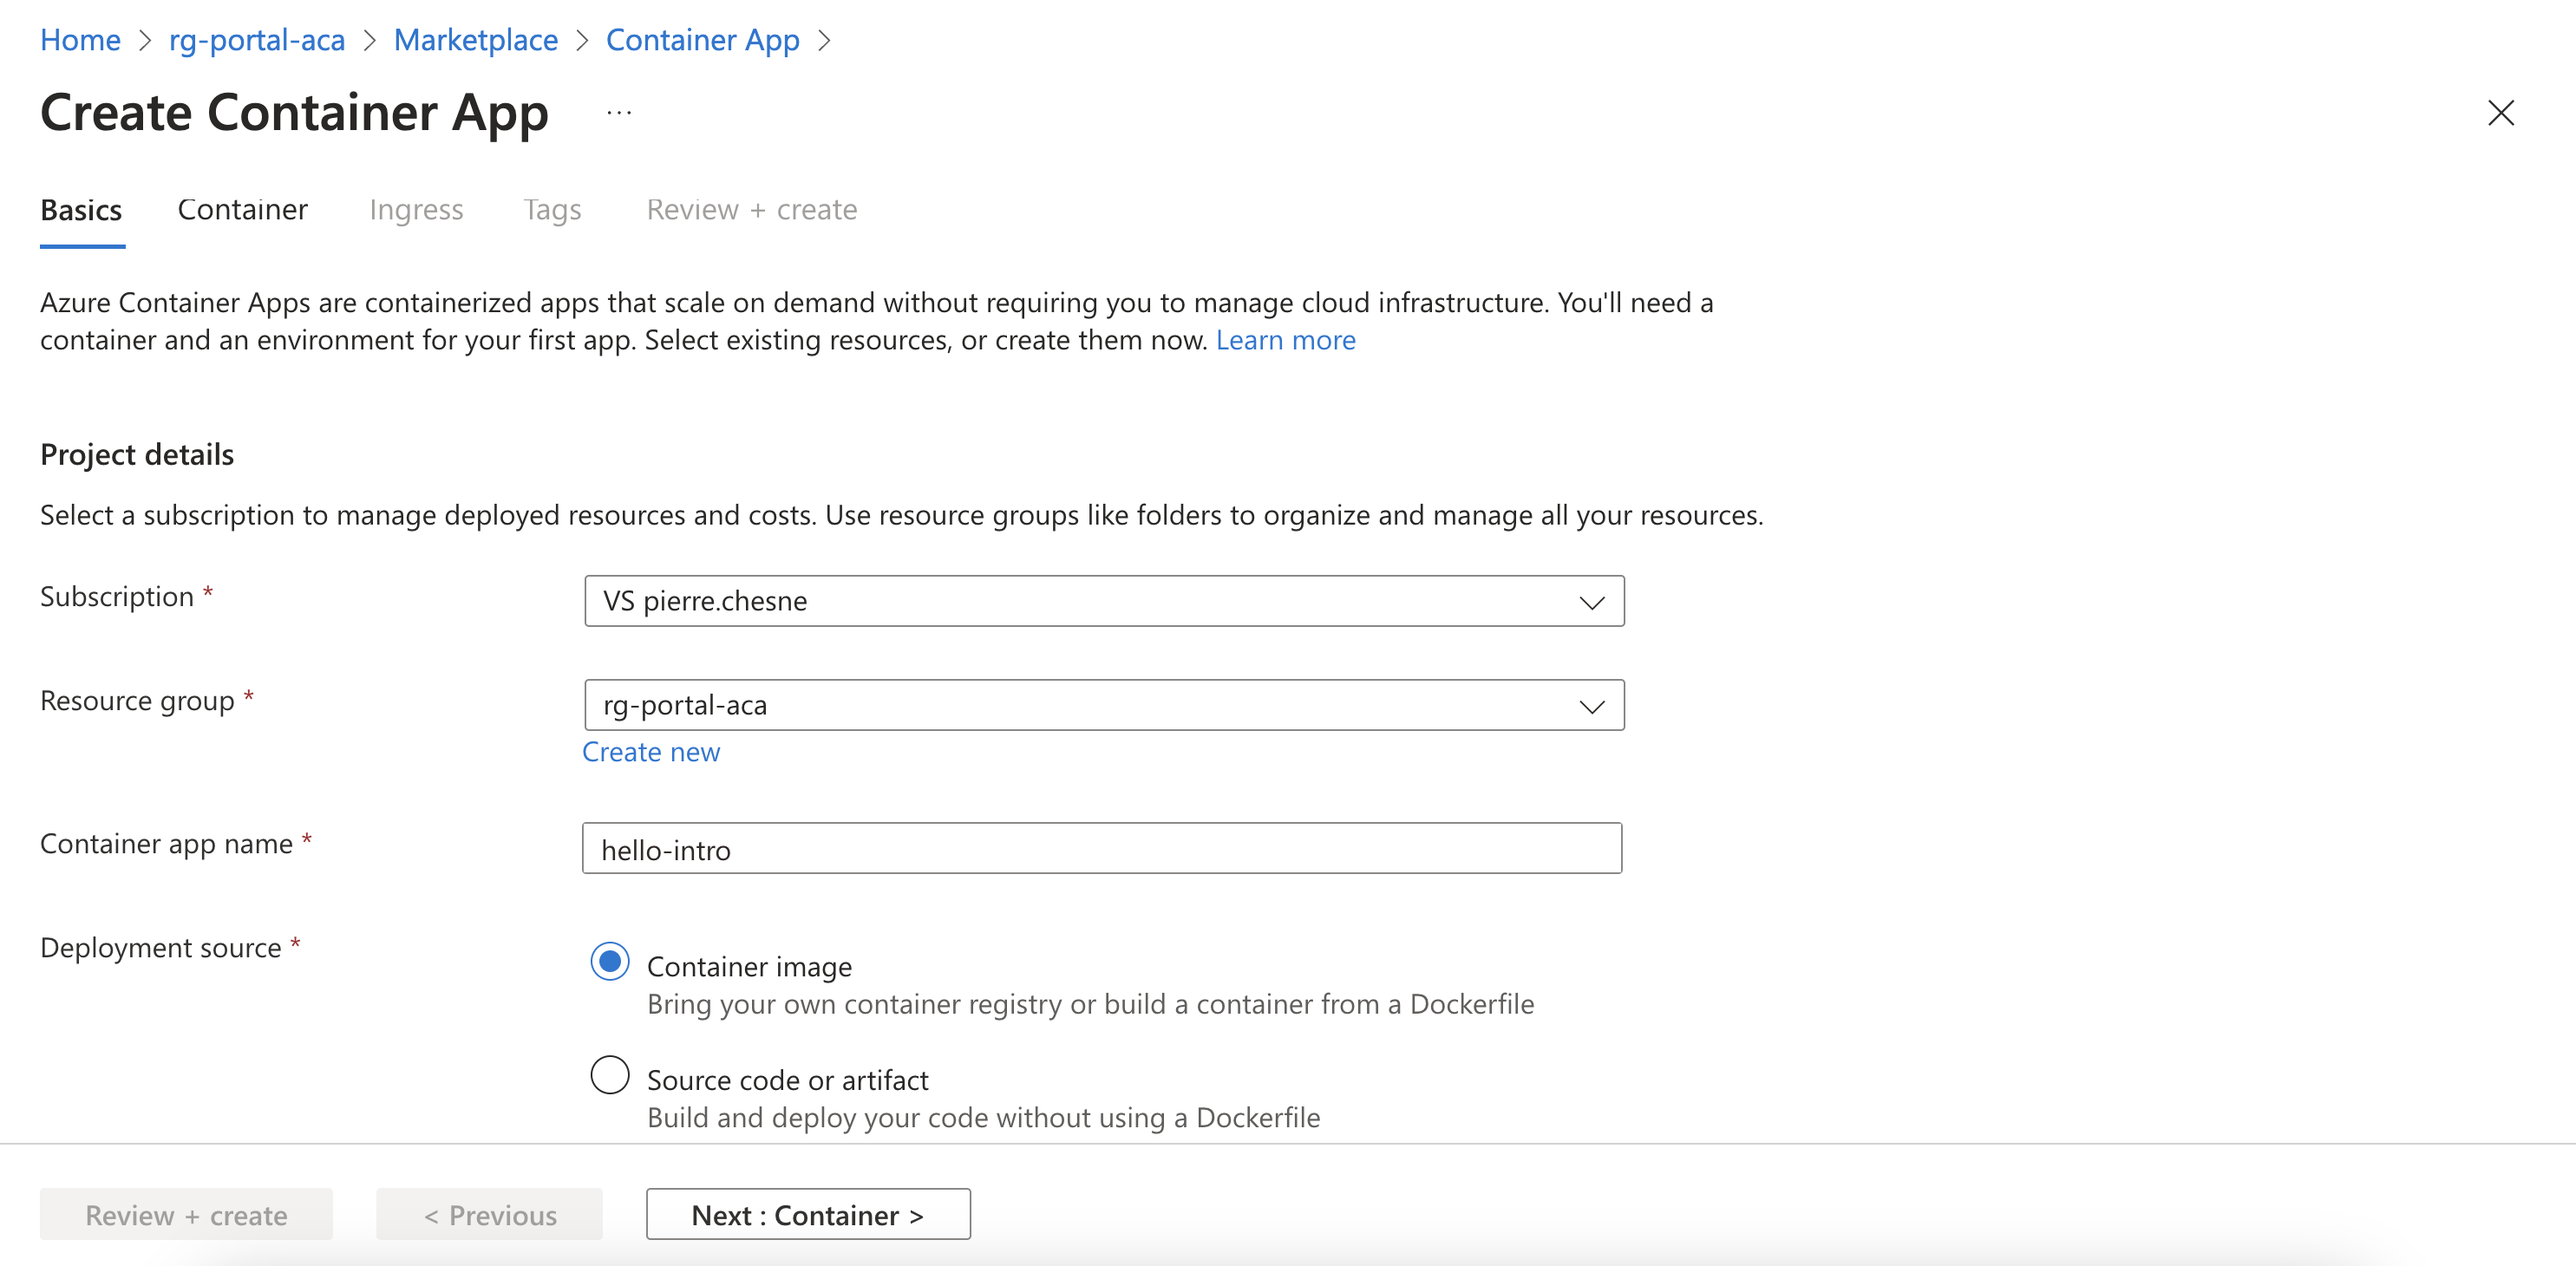 Home > rg-portal-aca > Marketplace > Container App >
Create Container App ...
Basics Container Ingress Tags Review + create
Azure Container Apps are containerized apps that scale on demand without requiring you to manage cloud infrastructure. You'll need a
container and an environment for your first app. Select existing resources, or create them now. Learn more
Project details
Select a subscription to manage deployed resources and costs. Use resource groups like folders to organize and manage all your resources.
Subscription * VS pierre.chesne
Resource group * rg-portal-aca
Create new
Container app name * hello-intro
Deployment source * Container image
Bring your own container registry or build a container from a Dockerfile
Source code or artifact
Build and deploy your code without using a Dockerfile
Review + create < Previous Next : Container >